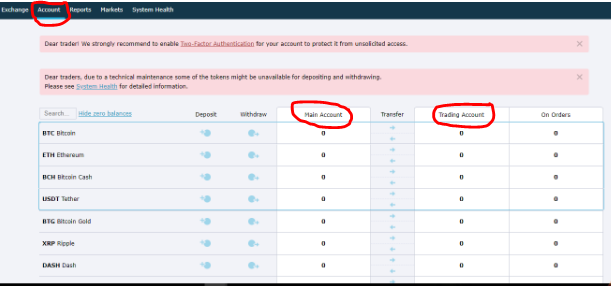 Exchange Account Reports Markets System Health
Dear trader! We strongly recommend to enable Two-Factor Authentication for your account to protect it from unsolicited access.
Dear traders, due to a technical maintenance some of the tokens might be unavailable for depositing and withdrawing.
Please see System Health for detailed information.
Search... Hide zero balances Deposit Withdraw Main Account Transfer Trading Account On Orders
BTC Bitcoin 0 0 0
ETH Ethereum 0 0 0
BCH Bitcoin Cash 0 0 0
USDT Tether 0 0 0
BTG Bitcoin Gold 0 0 0
XRP Ripple 0 0 0
DASH Dash 0 0 0